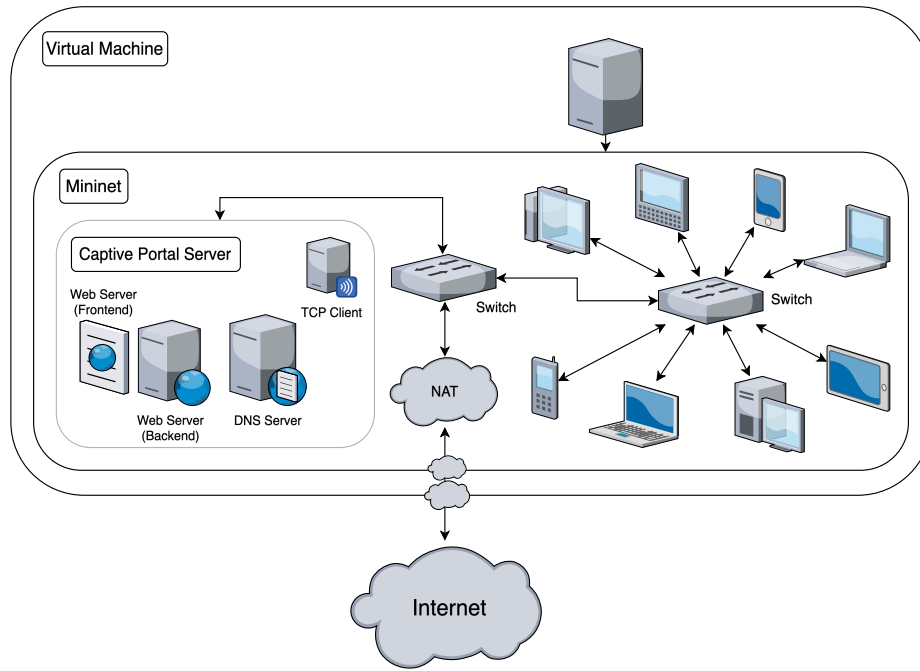 Virtual Machine
Mininet
Captive Portal Server
Web Server
(Frontend)
TCP Client
Web Server
(Backend)
DNS Server
Switch
NAT
Switch
Internet